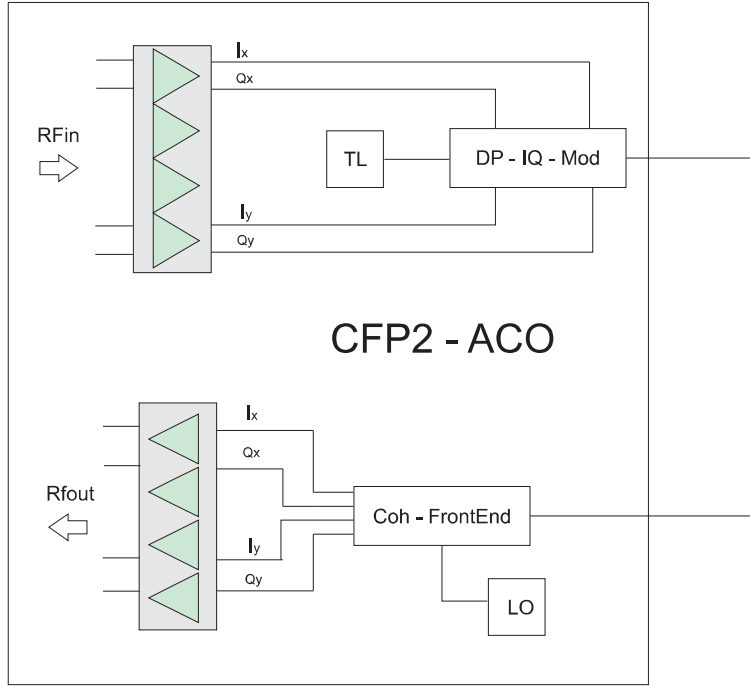 Ix
Qx
RFin
TL
DP - IQ - Mod
Iy
Qy
CFP2 - ACO
Ix
Qx
Rfout
Coh - FrontEnd
Iy
Qy
LO